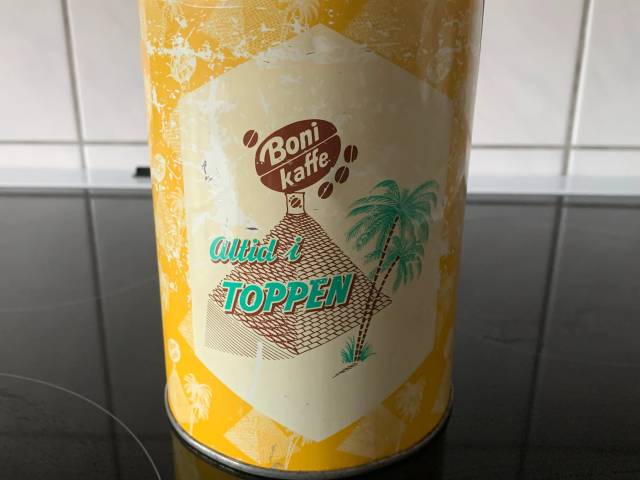 Boni
kaffe
Altid i
TOPPEN